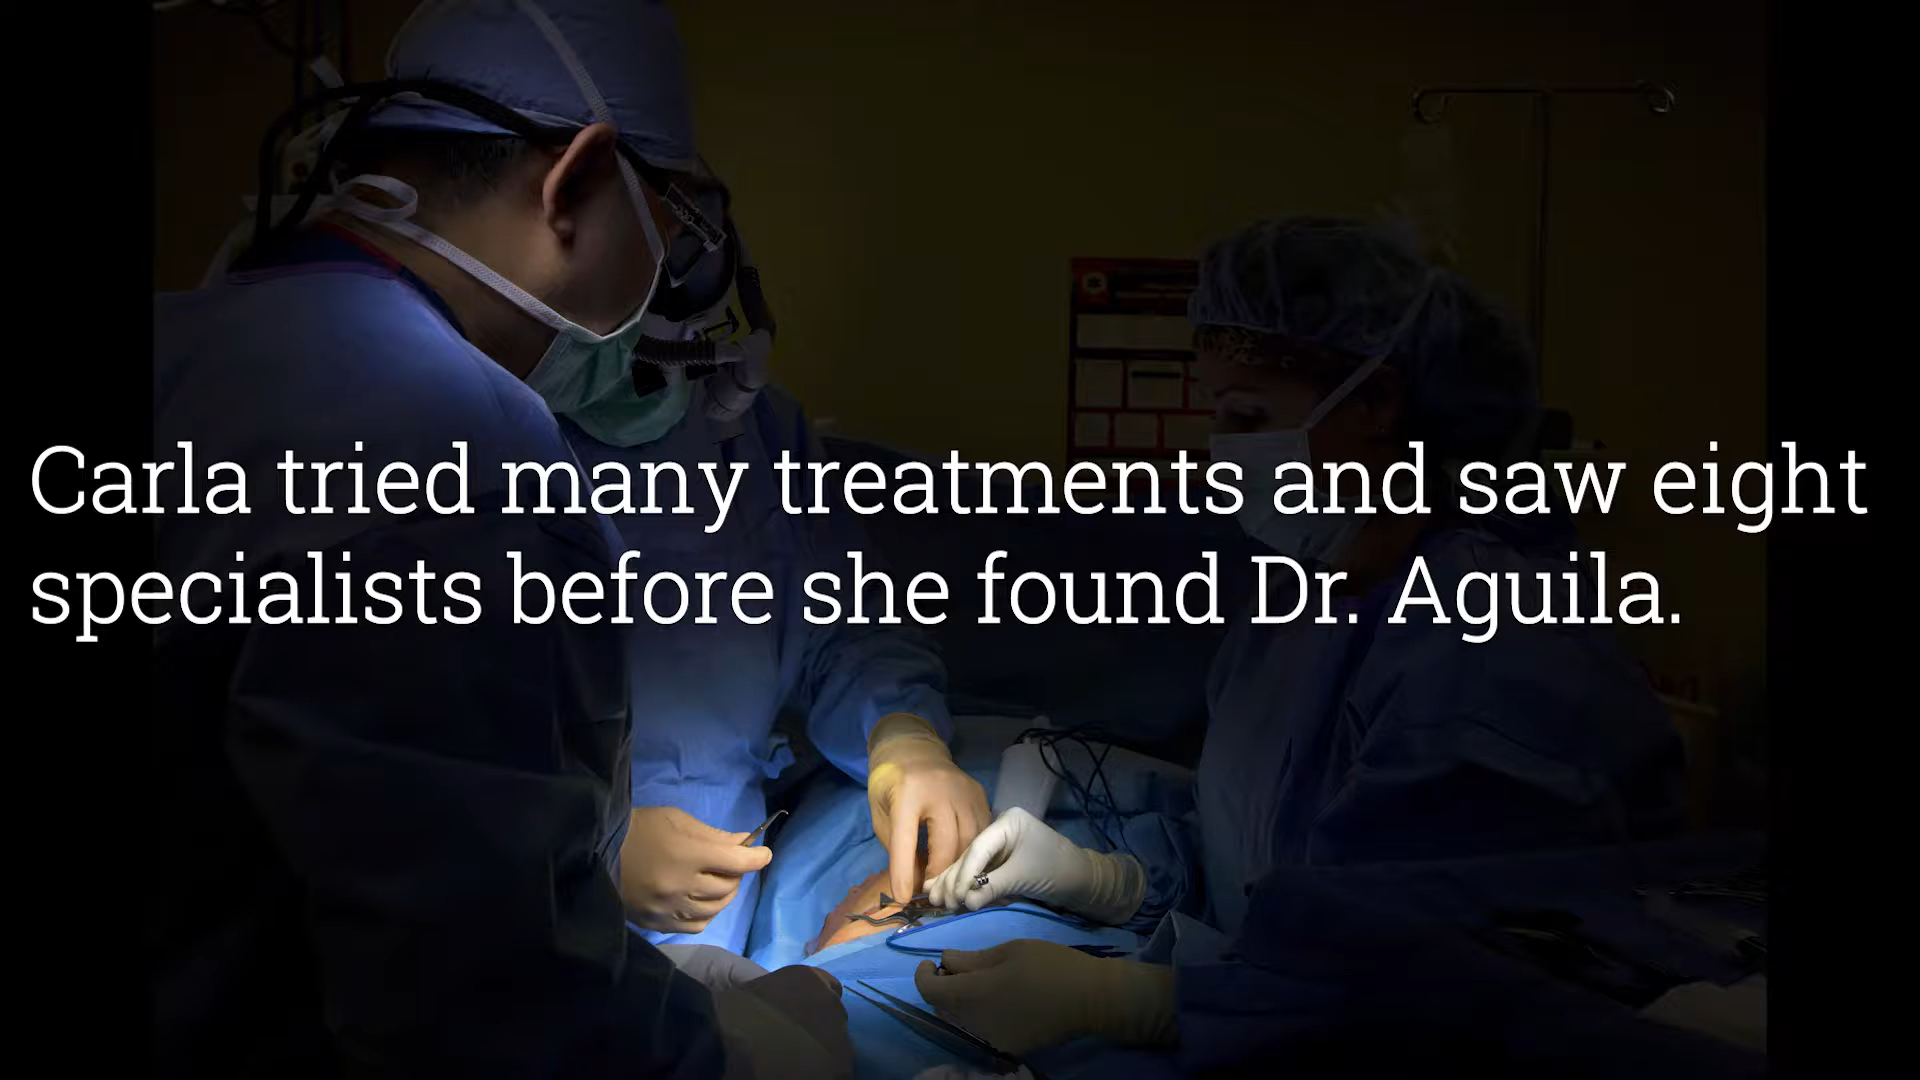 Carla tried many treatments and saw eight
specialists before she found Dr. Aguila.